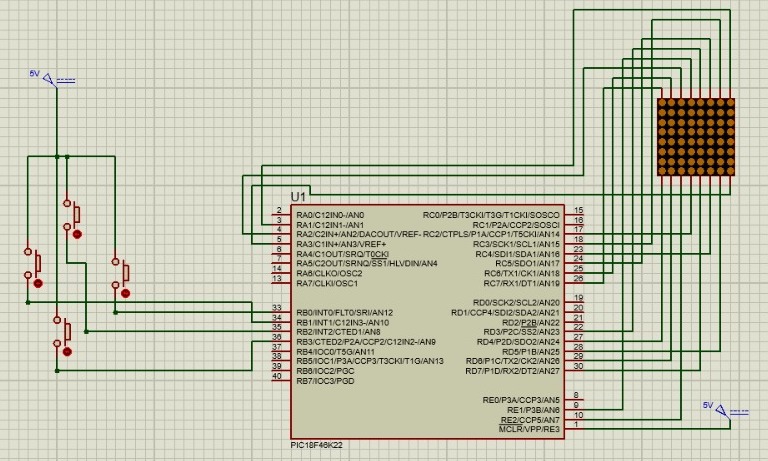 5V
U1
2 RA0/C12IN0-/AN0 RC0/P2B/T3CKI/T3G/T1CKI/SOSCO 15
3 RA1/C12IN1-/AN1 RC1/P2A/CCP2/SOSCI 16
4 RA2/C2IN+/AN2/DACOUT/VREF- RC2/CTPLS/P1A/CCP1/T5CKI/AN14 17
5 RA3/C1IN+/AN3/VREF+ RC3/SCK1/SCL1/AN15 18
6 RA4/C1OUT/SRQ/T0CKI RC4/SDI1/SDA1/AN16 23
7 RA5/C2OUT/SRNQ/SS1/HLVDIN/AN4 RC5/SDO1/AN17 24
14 RA6/CLKO/OSC2 RC6/TX1/CK1/AN18 25
13 RA7/CLKI/OSC1 RC7/RX1/DT1/AN19 26
RD0/SCK2/SCL2/AN20 19
33 RB0/INT0/FLT0/SRI/AN12 RD1/CCP4/SDI2/SDA2/AN21 20
34 RB1/INT1/C12IN3-/AN10 RD2/P2B/AN22 21
35 RB2/INT2/CTED1/AN8 RD3/P2C/SS2/AN23 22
36 RB3/CTED2/P2A/CCP2/C12IN2-/AN9 RD4/P2D/SDO2/AN24 27
37 RB4/IOC0/T5G/AN11 RD5/P1B/AN25 28
38 RB5/IOC1/P3A/CCP3/T3CKI/T1G/AN13 RD6/P1C/TX2/CK2/AN26 29
39 RB6/IOC2/PGC RD7/P1D/RX2/DT2/AN27 30
40 RB7/IOC3/PGD
RE0/P3A/CCP3/AN5 8
RE1/P3B/AN6 9
RE2/CCP5/AN7 10
MCLR/VPP/RE3 1
5V
PIC18F46K22